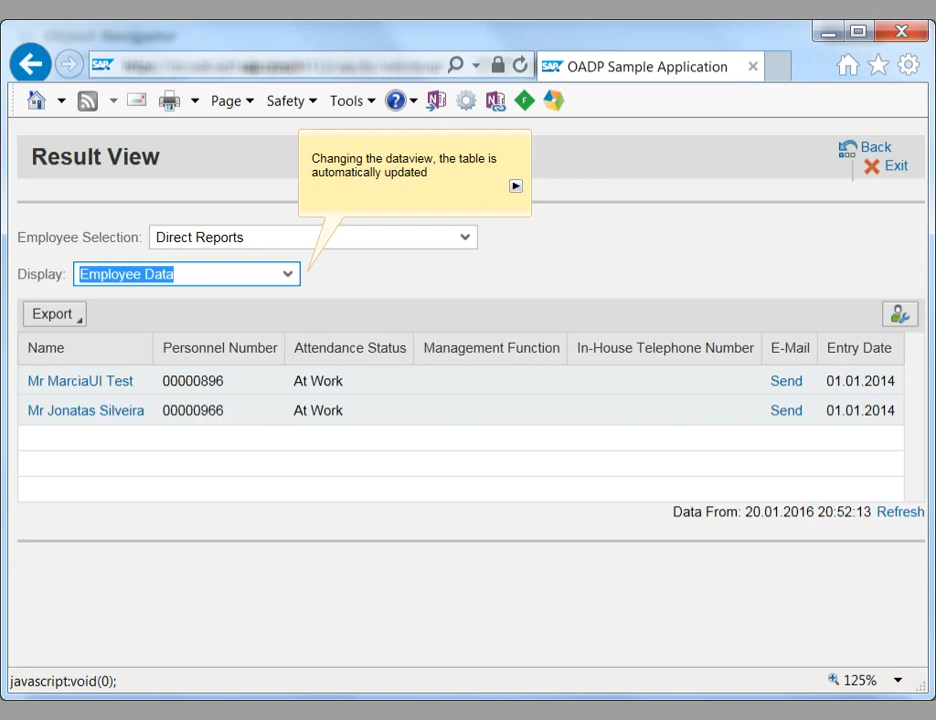 SAP
SAP OADP Sample Application
Page Safety Tools
Changing the dataview, the table is
automatically updated
Result View
Back
Exit
Employee Selection: Direct Reports
Display: Employee Data
Export
Name Personnel Number Attendance Status Management Function In-House Telephone Number E-Mail Entry Date
Mr MarciaUI Test 00000896 At Work Send 01.01.2014
Mr Jonatas Silveira 00000966 At Work Send 01.01.2014
Data From: 20.01.2016 20:52:13 Refresh
javascript:void(0);
125%